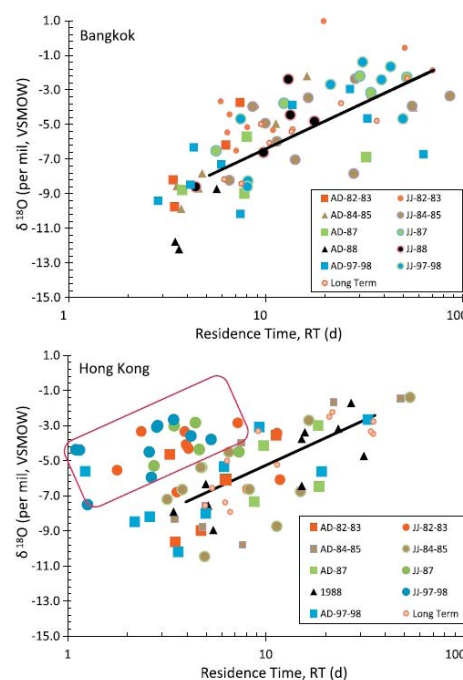 Bangkok
1.0
-1.0
-3.0
-5.0
-7.0
-9.0
-11.0
-13.0
-15.0
δ 18O (per mil, VSMOW)
AD-82-83 JJ-82-83
AD-84-85 JJ-84-85
AD-87 JJ-87
AD-88 JJ-88
AD-97-98 JJ-97-98
Long Term
1 10 100
Residence Time, RT (d)
Hong Kong
1.0
-1.0
-3.0
-5.0
-7.0
-9.0
-11.0
-13.0
-15.0
δ 18O (per mil, VSMOW)
AD-82-83 JJ-82-83
AD-84-85 JJ-84-85
AD-87 JJ-87
1988 JJ-97-98
AD-97-98 Long Term
1 10 100
Residence Time, RT (d)